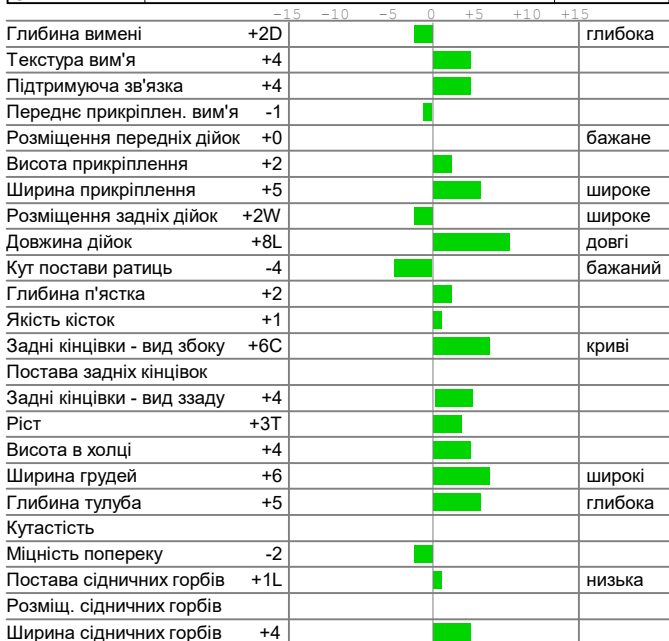 -15 -10 -5 0 +5 +10 +15
Глибина вимені +2D глибока
Текстура вим'я +4
Підтримуюча зв'язка +4
Переднє прикріплен. вим'я -1
Розміщення передніх дійок +0 бажане
Висота прикріплення +2
Ширина прикріплення +5 широке
Розміщення задніх дійок +2W широке
Довжина дійок +8L довгі
Кут постави ратиць -4 бажаний
Глибина п'ястка +2
Якість кісток +1
Задні кінцівки - вид збоку +6C криві
Постава задніх кінцівок
Задні кінцівки - вид ззаду +4
Ріст +3T
Висота в холці +4
Ширина грудей +6 широкі
Глибина тулуба +5 глибока
Кутастість
Міцність попереку -2
Постава сідничних горбів +1L низька
Розміщ. сідничних горбів
Ширина сідничних горбів +4